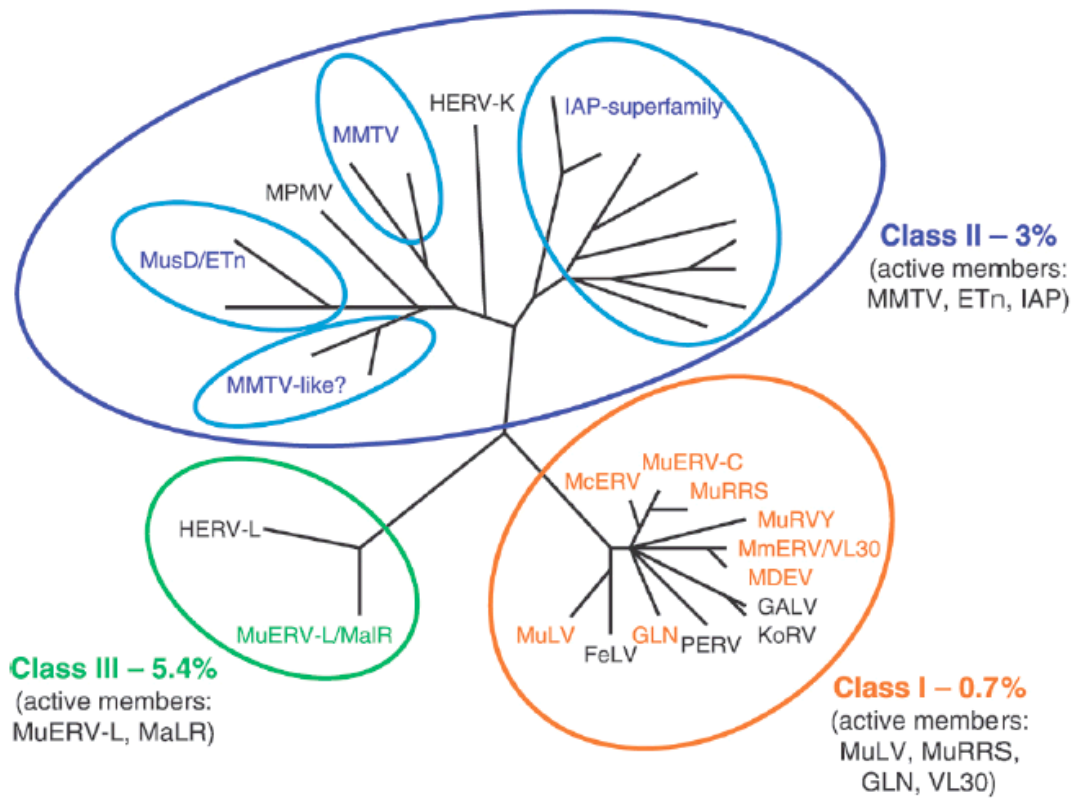 HERV-K
IAP-superfamily
MMTV
MPMV
MusD/ETn
Class II – 3%
(active members:
MMTV, ETn, IAP)
MMTV-like?
MuERV-C
McERV
MuRRS
MuRVY
HERV-L
MmERV/VL30
MDEV
GALV
MuLV
GLN
KoRV
MuERV-L/MalR
PERV
FeLV
Class III – 5.4%
(active members:
MuERV-L, MaLR)
Class I – 0.7%
(active members:
MuLV, MuRRS,
GLN, VL30)